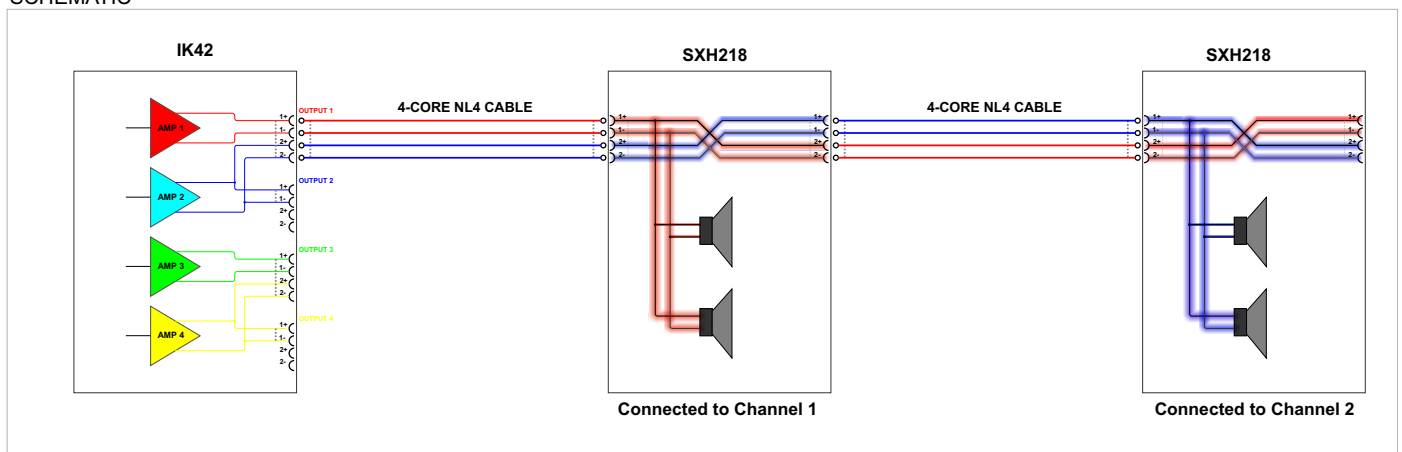 SCHEMATIC
IK42
SXH218
SXH218
4-CORE NL4 CABLE
4-CORE NL4 CABLE
AMP 1
AMP 2
AMP 3
AMP 4
OUTPUT 1
1+
1-
2+
2-
OUTPUT 2
1+
1-
2+
2-
OUTPUT 3
1+
1-
2+
2-
OUTPUT 4
1+
1-
2+
2-
1+
1-
2+
2-
1+
1-
2+
2-
1+
1-
2+
2-
1+
1-
2+
2-
Connected to Channel 1
Connected to Channel 2